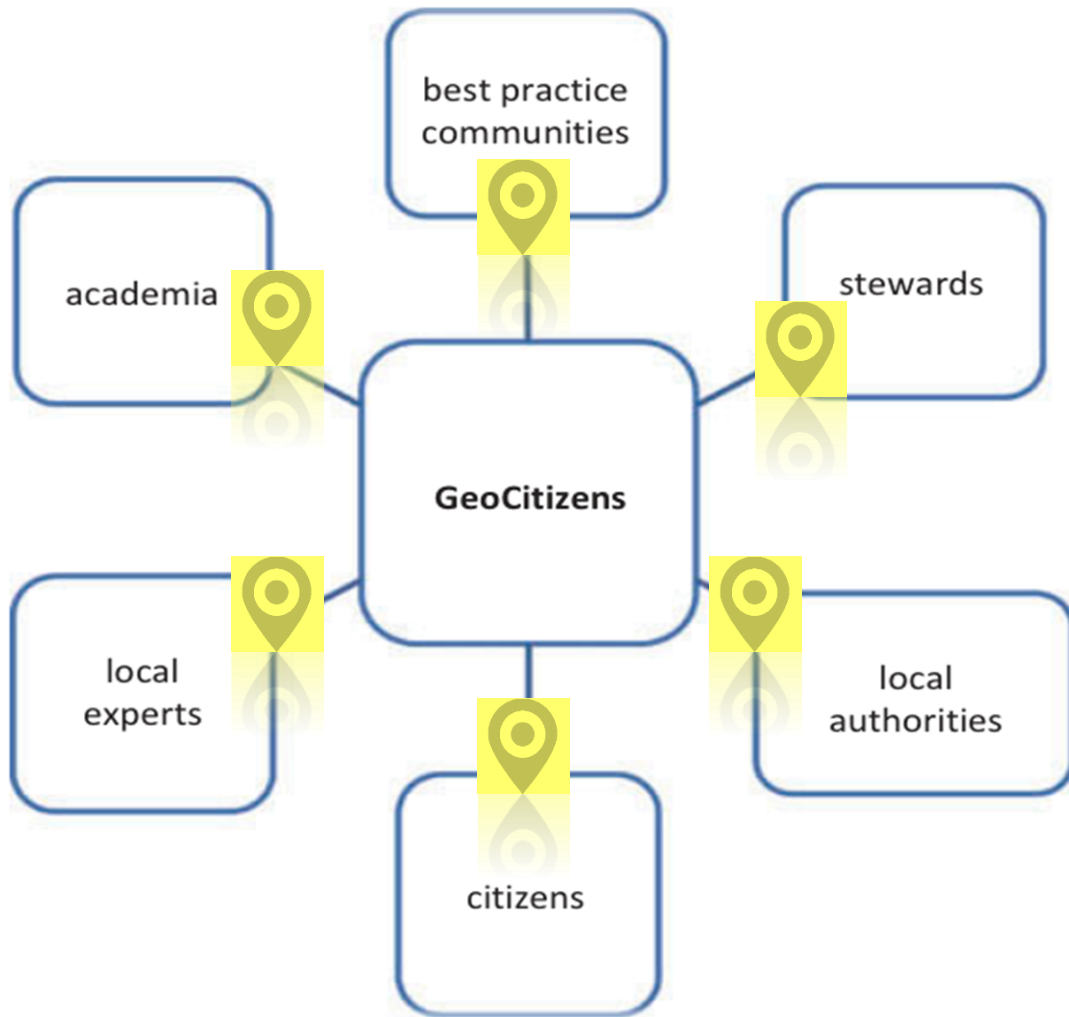 best practice
communities
academia
stewards
GeoCitizens
local
experts
local
authorities
citizens